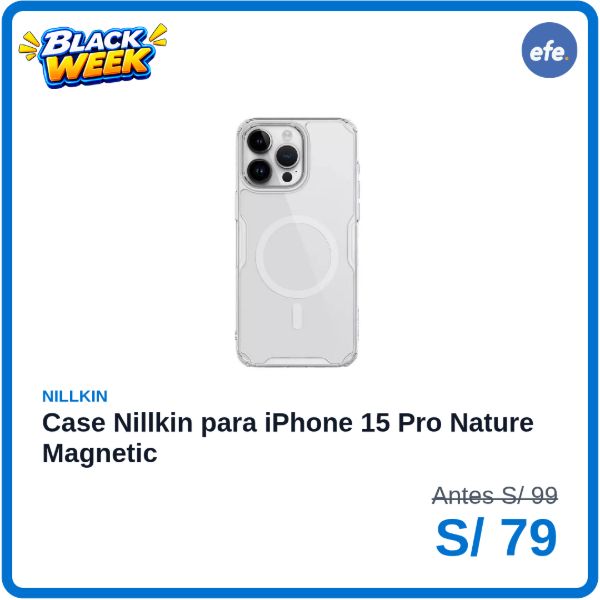 BLACK
WEEK
efe.
NILLKIN
Case Nillkin para iPhone 15 Pro Nature
Magnetic
Antes S/ 99
S/ 79